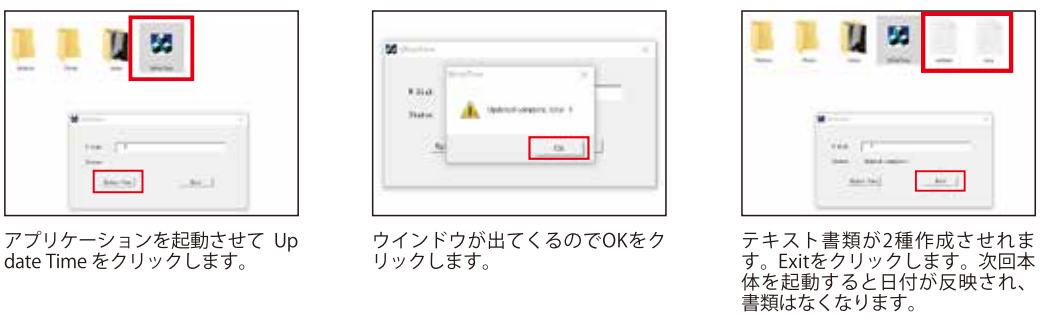 Update Time
Exit
OK
Exit
アプリケーションを起動させて Up
date Time をクリックします。
ウインドウが出てくるのでOKをク
リックします。
テキスト書類が2種作成させれま
す。Exitをクリックします。次回本
体を起動すると日付が反映され、
書類はなくなります。